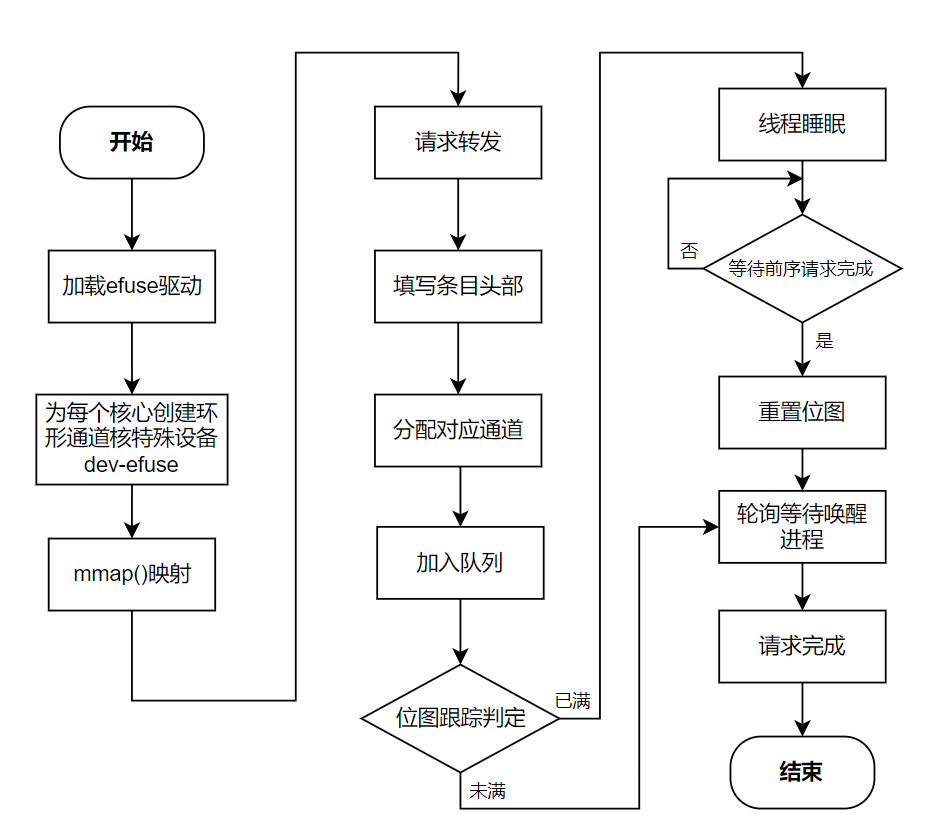 开始
加载efuse驱动
为每个核心创建环
形通道核特殊设备
dev-efuse
mmap()映射
请求转发
填写条目头部
分配对应通道
加入队列
位图跟踪判定
已满
未满
线程睡眠
等待前序请求完成
否
是
重置位图
轮询等待唤醒
进程
请求完成
结束